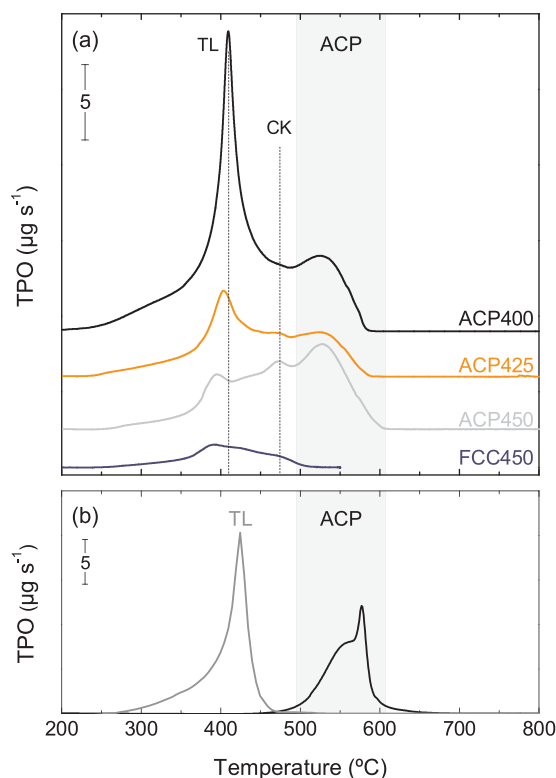 (a)
TL
ACP
5
CK
TPO (µg s⁻¹)
ACP400
ACP425
ACP450
FCC450
(b)
TL
ACP
5
TPO (µg s⁻¹)
200 300 400 500 600 700 800
Temperature (ºC)